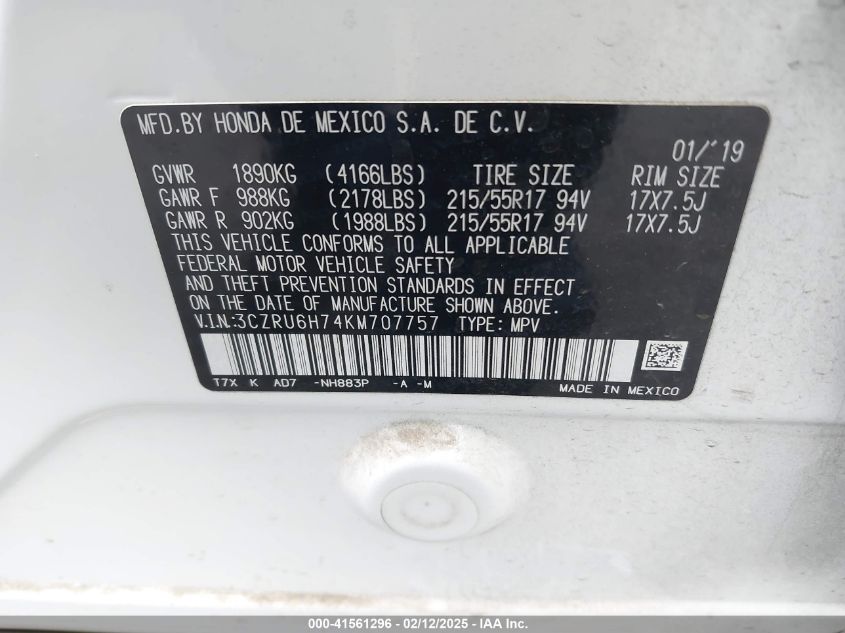 MFD.BY HONDA DE MEXICO S.A. DE C.V.
01/'19
GVWR 1890KG (4166LBS) TIRE SIZE RIM SIZE
GAWR F 988KG (2178LBS) 215/55R17 94V 17X7.5J
GAWR R 902KG (1988LBS) 215/55R17 94V 17X7.5J
THIS VEHICLE CONFORMS TO ALL APPLICABLE
FEDERAL MOTOR VEHICLE SAFETY
AND THEFT PREVENTION STANDARDS IN EFFECT
ON THE DATE OF MANUFACTURE SHOWN ABOVE.
V.I.N.:3CZRU6H74KM707757 TYPE: MPV
T7X K AD7 -NH883P -A -M MADE IN MEXICO
000-41561296 - 02/12/2025 - IAA Inc.